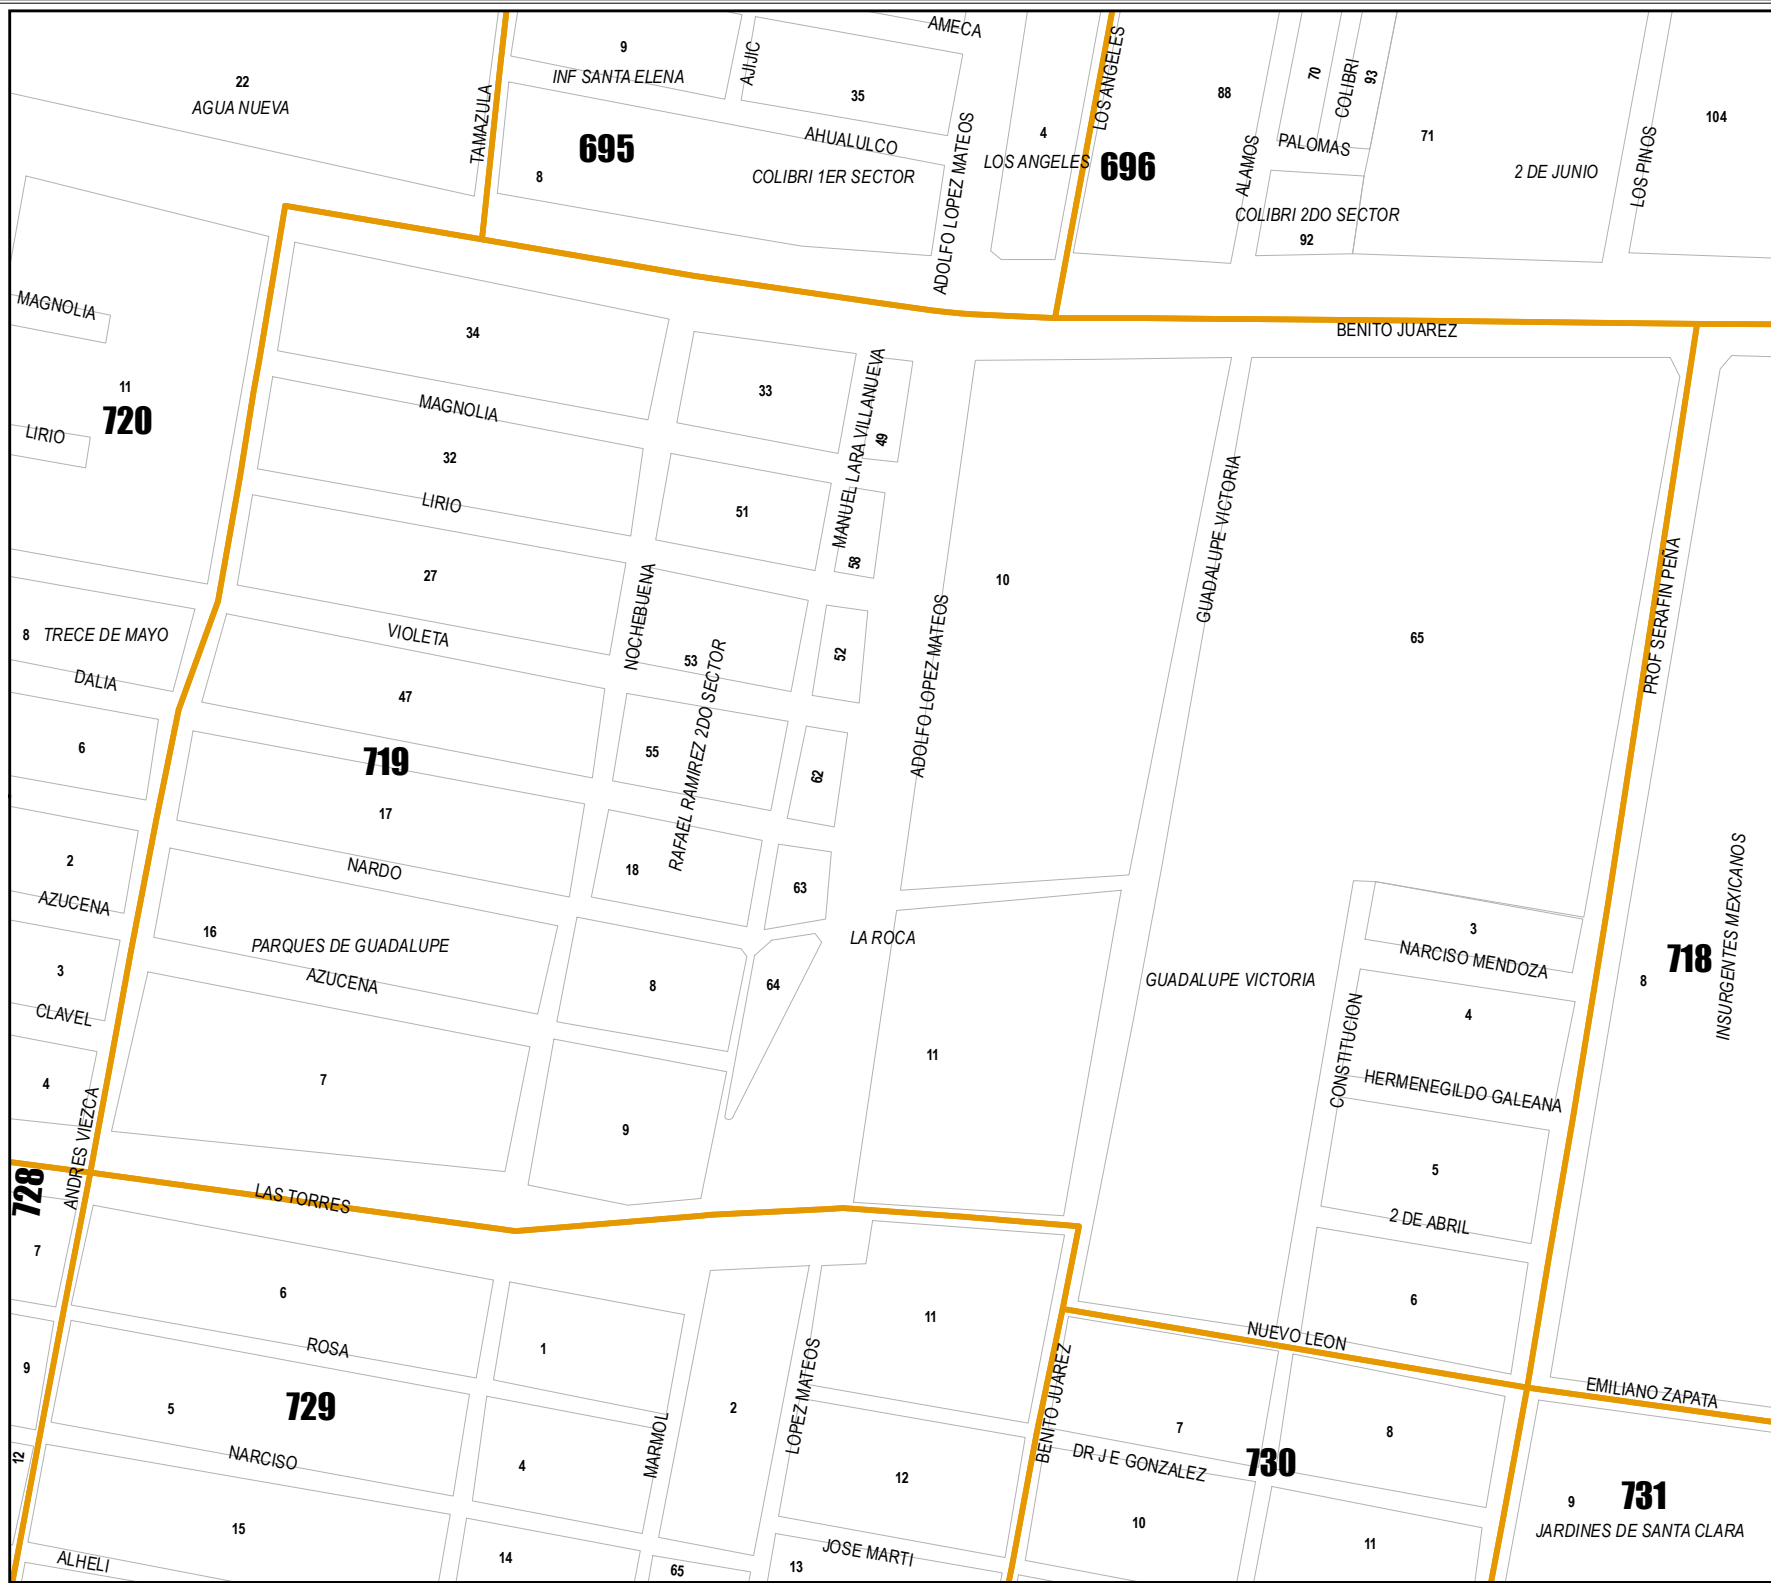 AMECA
9
AJIJIC
INF SANTA ELENA
22
AGUA NUEVA
TAMAZULA
35
LOS ANGELES
88
70
COLIBRI
93
104
695
AHUALULCO
4
LOS ANGELES
696
PALOMAS
71
8
COLIBRI 1ER SECTOR
ADOLFO LOPEZ MATEOS
ALAMOS
2 DE JUNIO
LOS PINOS
COLIBRI 2DO SECTOR
92
MAGNOLIA
34
BENITO JUAREZ
11
720
33
MANUEL LARA VILLANUEVA
49
MAGNOLIA
LIRIO
32
LIRIO
51
58
GUADALUPE VICTORIA
27
10
NOCHEBUENA
PROF SERAFIN PEÑA
8
TRECE DE MAYO
VIOLETA
53
52
65
DALIA
47
RAFAEL RAMIREZ 2DO SECTOR
ADOLFO LOPEZ MATEOS
6
719
55
62
17
2
NARDO
18
63
AZUCENA
16
PARQUES DE GUADALUPE
LA ROCA
3
NARCISO MENDOZA
718
INSURGENTES MEXICANOS
3
AZUCENA
8
64
GUADALUPE VICTORIA
8
CLAVEL
4
CONSTITUCION
4
7
11
HERMENEGILDO GALEANA
ANDRES VIEZCA
9
5
728
LAS TORRES
2 DE ABRIL
7
6
11
6
ROSA
1
NUEVO LEON
9
LOPEZ MATEOS
BENITO JUAREZ
EMILIANO ZAPATA
5
729
2
7
8
MARMOL
12
NARCISO
4
12
DR J E GONZALEZ
730
9
731
15
10
JARDINES DE SANTA CLARA
ALHELI
14
65
13
JOSE MARTI
11